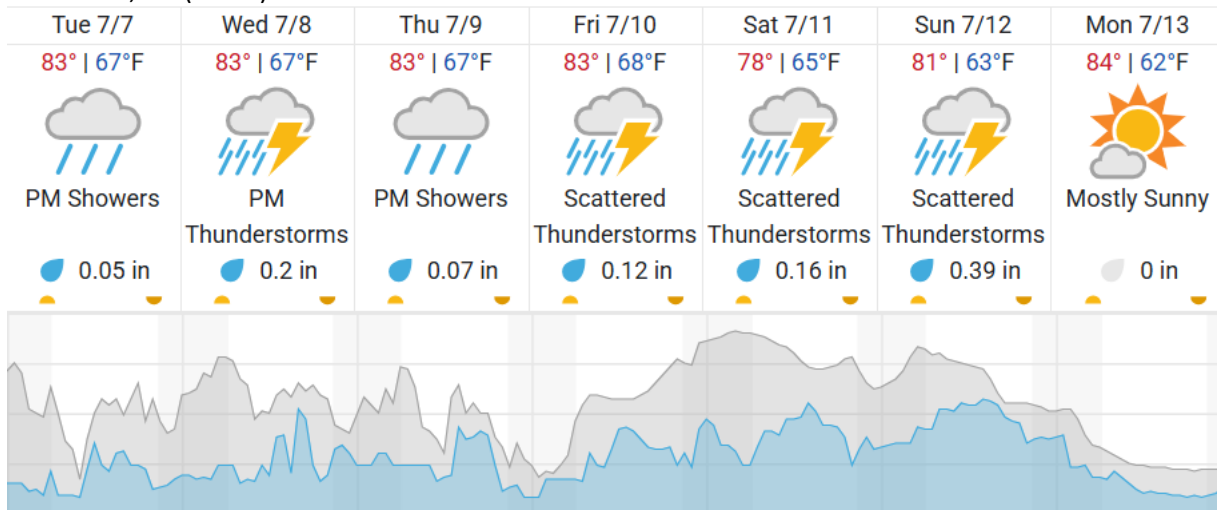 Tue 7/7 Wed 7/8 Thu 7/9 Fri 7/10 Sat 7/11 Sun 7/12 Mon 7/13
83° | 67°F 83° | 67°F 83° | 67°F 83° | 68°F 78° | 65°F 81° | 63°F 84° | 62°F
PM Showers PM PM Showers Scattered Scattered Scattered Mostly Sunny
Thunderstorms Thunderstorms Thunderstorms Thunderstorms
0.05 in 0.2 in 0.07 in 0.12 in 0.16 in 0.39 in 0 in